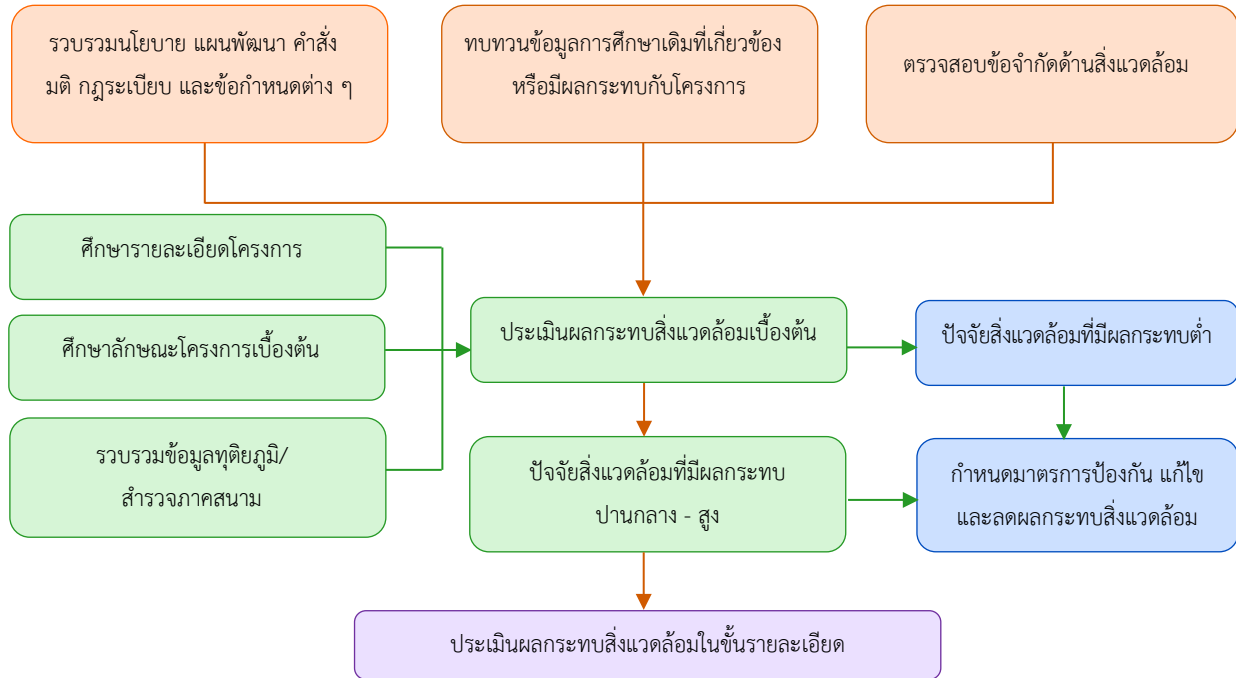 รวบรวมนโยบาย แผนพัฒนา คำสั่ง
มติ กฎระเบียบ และข้อกำหนดต่าง ๆ
ทบทวนข้อมูลการศึกษาเดิมที่เกี่ยวข้อง
หรือมีผลกระทบกับโครงการ
ตรวจสอบข้อจำกัดด้านสิ่งแวดล้อม
ศึกษารายละเอียดโครงการ
ศึกษาลักษณะโครงการเบื้องต้น
รวบรวมข้อมูลทุติยภูมิ/
สำรวจภาคสนาม
ประเมินผลกระทบสิ่งแวดล้อมเบื้องต้น
ปัจจัยสิ่งแวดล้อมที่มีผลกระทบต่ำ
ปัจจัยสิ่งแวดล้อมที่มีผลกระทบ
ปานกลาง - สูง
กำหนดมาตรการป้องกัน แก้ไข
และลดผลกระทบสิ่งแวดล้อม
ประเมินผลกระทบสิ่งแวดล้อมในขั้นรายละเอียด